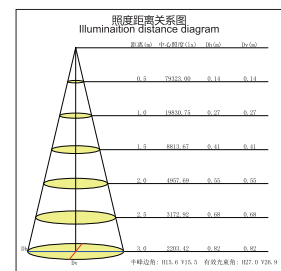 照度距离关系图
Illuminaition distance diagram
距离(m) 中心照度(lx) Dh(m) Dv(m)
0.5 79323.00 0.14 0.14
1.0 19830.75 0.27 0.27
1.5 8813.67 0.41 0.41
2.0 4957.69 0.55 0.55
2.5 3172.92 0.68 0.68
Dh 3.0 2203.42 0.82 0.82
Dv 半峰边角: H15.6 V15.5 有效光束角: H27.0 V26.9